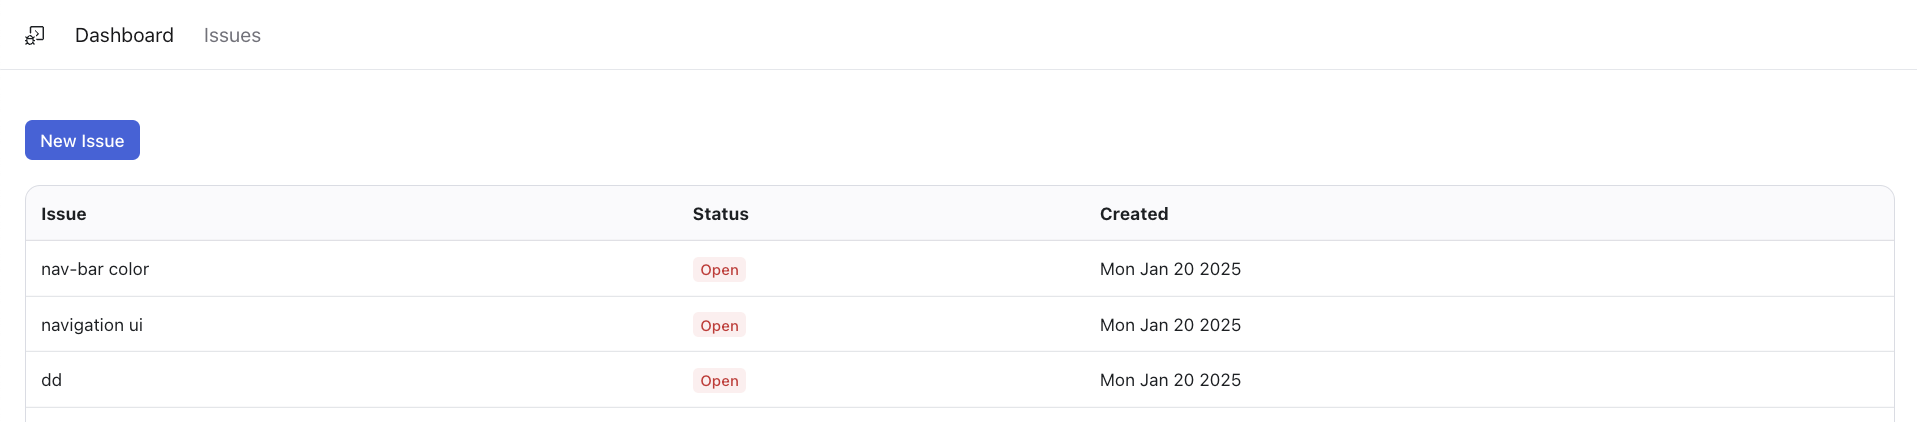 Dashboard Issues
New Issue
Issue Status Created
nav-bar color Open Mon Jan 20 2025
navigation ui Open Mon Jan 20 2025
dd Open Mon Jan 20 2025